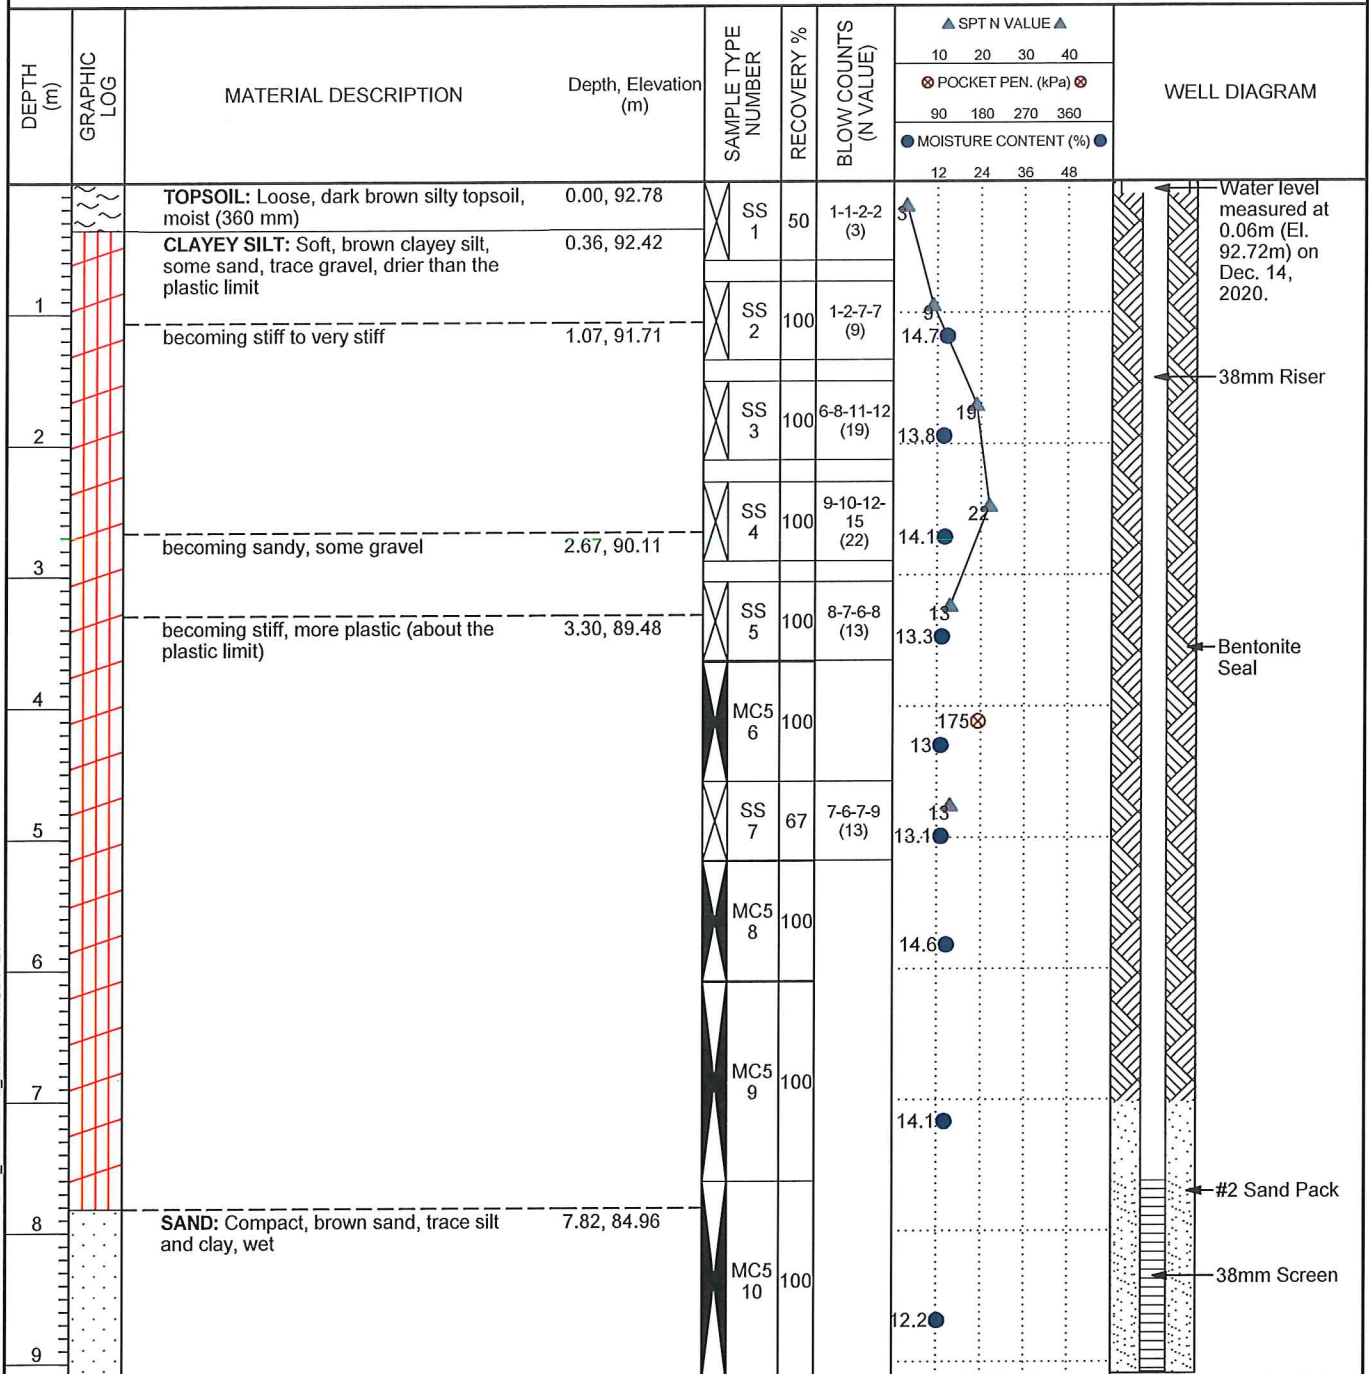 DEPTH
(m)
GRAPHIC
LOG
MATERIAL DESCRIPTION
Depth, Elevation
(m)
SAMPLE TYPE
NUMBER
RECOVERY %
BLOW COUNTS
(N VALUE)
SPT N VALUE
10 20 30 40
POCKET PEN. (kPa)
90 180 270 360
MOISTURE CONTENT (%)
12 24 36 48
WELL DIAGRAM
TOPSOIL: Loose, dark brown silty topsoil,
moist (360 mm)
0.00, 92.78
CLAYEY SILT: Soft, brown clayey silt,
some sand, trace gravel, drier than the
plastic limit
0.36, 92.42
becoming stiff to very stiff
1.07, 91.71
becoming sandy, some gravel
2.67, 90.11
becoming stiff, more plastic (about the
plastic limit)
3.30, 89.48
SAND: Compact, brown sand, trace silt
and clay, wet
7.82, 84.96
1
2
3
4
5
6
7
8
9
SS
1
50
1-1-2-2
(3)
SS
2
100
1-2-7-7
(9)
SS
3
100
6-8-11-12
(19)
SS
4
100
9-10-12-
15
(22)
SS
5
100
8-7-6-8
(13)
MC5
6
100
SS
7
67
7-6-7-9
(13)
MC5
8
100
MC5
9
100
MC5
10
100
3
9
14.7
19
13.8
22
14.1
13
13.3
175
13
13
13.1
14.6
14.1
12.2
Water level
measured at
0.06m (El.
92.72m) on
Dec. 14,
2020.
38mm Riser
Bentonite
Seal
#2 Sand Pack
38mm Screen